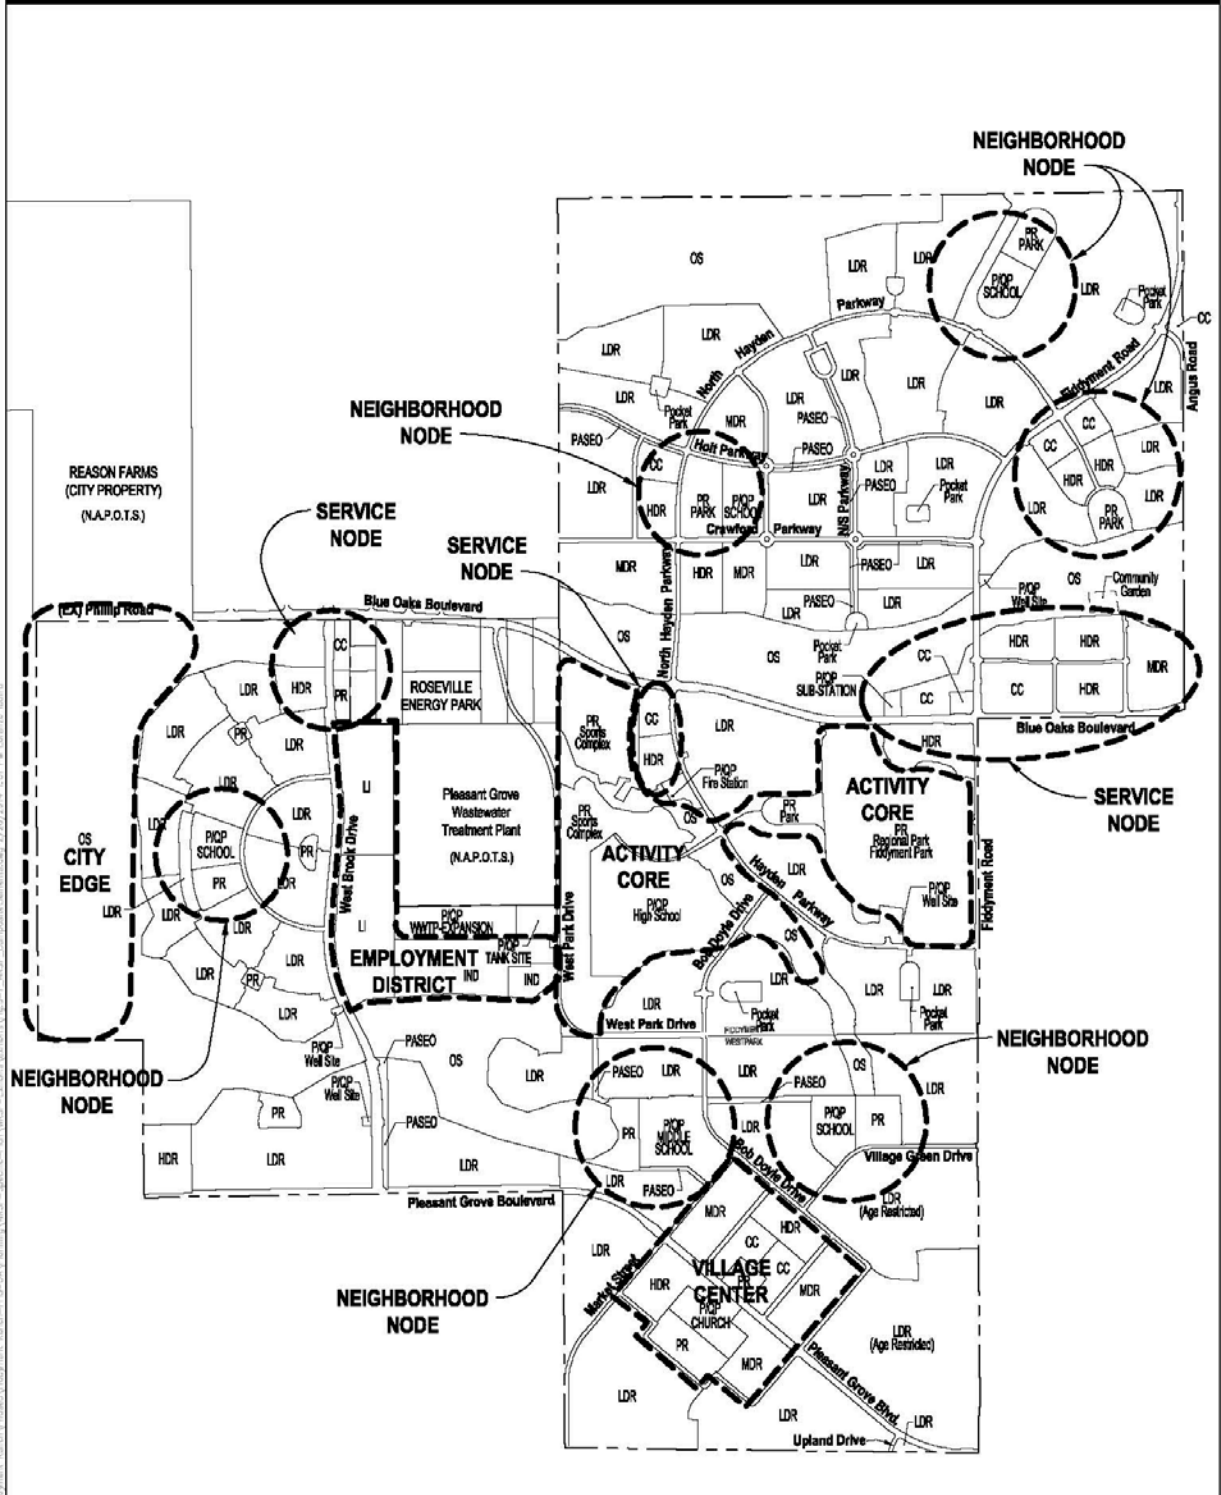 NEIGHBORHOOD
NODE
PR
PARK
OS
LDR
LDR
P/QP
SCHOOL
LDR
Pocket
Park
Parkway
CC
LDR
Hayden
LDR
Angus Road
Fiddyment Road
North
LDR
LDR
LDR
LDR
LDR
LDR
LDR
Pocket
Park
MDR
PASEO
CC
NEIGHBORHOOD
NODE
PASEO
Holt Parkway
PASEO
CC
LDR
CC
LDR
LDR
HDR
REASON FARMS
(CITY PROPERTY)
(N.A.P.O.T.S.)
LDR
PASEO
Pocket
Park
HDR
LDR
HDR
PR
PARK
P/QP
SCHOOL
LDR
N/S Parkway
LDR
PR
PARK
SERVICE
NODE
Crawford
Parkway
SERVICE
NODE
MDR
HDR
MDR
LDR
PASEO
LDR
OS
Community
Garden
P/QP
Well Site
North Hayden Parkway
PASEO
LDR
LDR
(EX) Phillip Road
Blue Oaks Boulevard
OS
Pocket
Park
OS
CC
HDR
HDR
CC
MDR
P/QP
SUB-STATION
LDR
HDR
PR
ROSEVILLE
ENERGY PARK
CC
CC
HDR
PR
Sports
Complex
CC
LDR
Blue Oaks Boulevard
LDR
PR
LDR
HDR
HDR
P/QP
Fire Station
ACTIVITY
CORE
SERVICE
NODE
LDR
LI
Pleasant Grove
Wastewater
Treatment Plant
(N.A.P.O.T.S.)
PR
Sports
Complex
OS
PR
Park
PR
Regional Park
Fiddyment Park
LDR
LDR
P/QP
SCHOOL
OS
CITY
EDGE
PR
West Brook Drive
ACTIVITY
CORE
Hayden
Parkway
LDR
PR
LDR
OS
P/QP
Well Site
Fiddyment Road
LDR
LDR
LDR
LI
P/QP
WWTP-EXPANSION
P/QP
High School
Bob Doyle Drive
OS
P/QP
TANK SITE
West Park Drive
EMPLOYMENT
DISTRICT
IND
IND
LDR
LDR
PR
LDR
LDR
LDR
LDR
Pocket
Park
Pocket
Park
LDR
West Park Drive
WESTPARK
P/QP
Well Site
PASEO
OS
NEIGHBORHOOD
NODE
NEIGHBORHOOD
NODE
P/QP
Well Site
LDR
PASEO
LDR
LDR
PASEO
OS
LDR
PR
PASEO
PR
P/QP
MIDDLE
SCHOOL
LDR
P/QP
SCHOOL
PR
HDR
LDR
LDR
Bob Doyle Drive
Village Green Drive
LDR
PASEO
Pleasant Grove Boulevard
LDR
(Age Restricted)
MDR
HDR
LDR
CC
VILLAGE
CENTER
CC
PR
HDR
MDR
Market Street
P/QP
CHURCH
NEIGHBORHOOD
NODE
PR
MDR
LDR
(Age Restricted)
Pleasant Grove Blvd.
LDR
LDR
LDR
Upland Drive